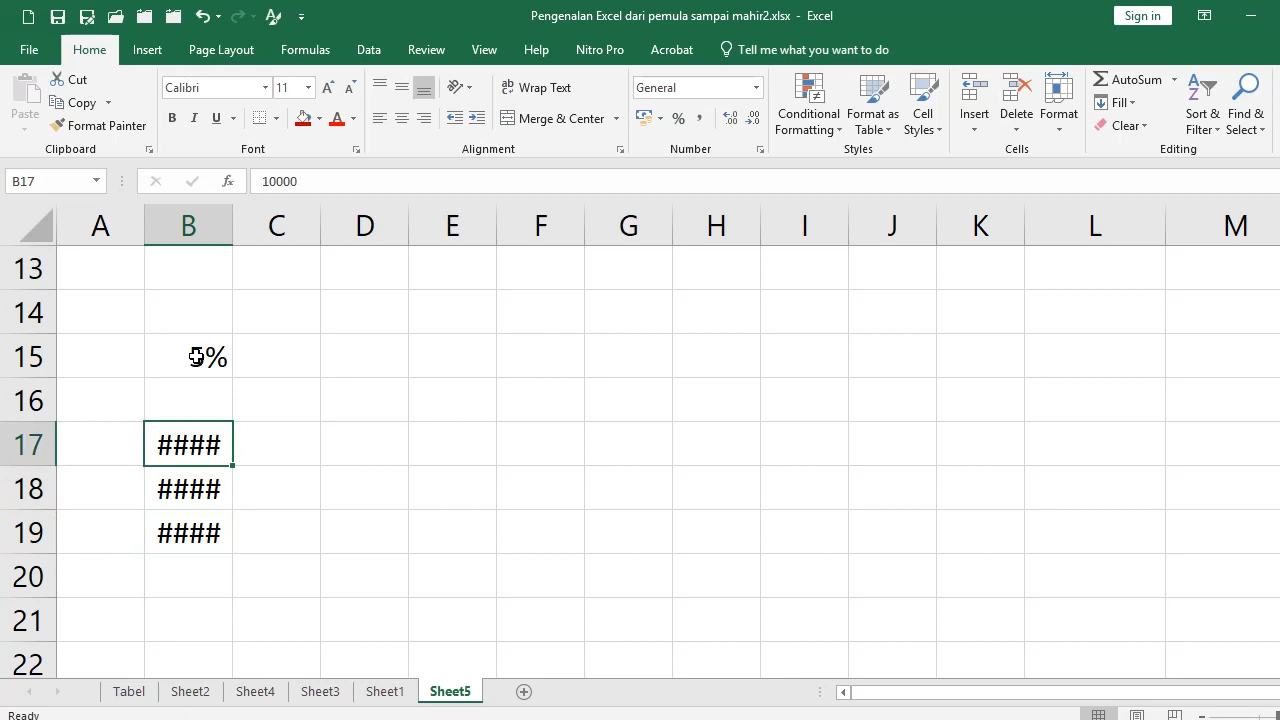 Pengenalan Excel dari pemula sampai mahir2.xlsx - Excel
Sign in
File Home Insert Page Layout Formulas Data Review View Help Nitro Pro Acrobat Tell me what you want to do
Paste
Cut
Copy
Format Painter
Clipboard
Calibri 11
B I U A
Font
Wrap Text
Merge & Center
Alignment
General
%
Number
Conditional Formatting
Format as Table
Cell Styles
Styles
Insert
Delete
Format
Cells
AutoSum
Fill
Clear
Sort & Filter
Find & Select
Editing
B17 fx 10000
A B C D E F G H I J K L M
13
14
15 5%
16
17 ####
18 ####
19 ####
20
21
22
Tabel Sheet2 Sheet4 Sheet3 Sheet1 Sheet5
Ready